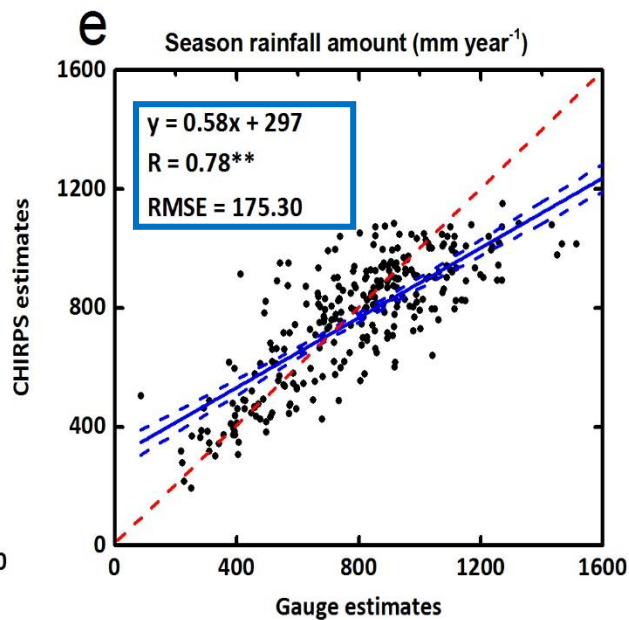 e
Season rainfall amount (mm year⁻¹)
1600
y = 0.58x + 297
R = 0.78**
RMSE = 175.30
1200
CHIRPS estimates
800
400
0
0
0 400 800 1200 1600
Gauge estimates